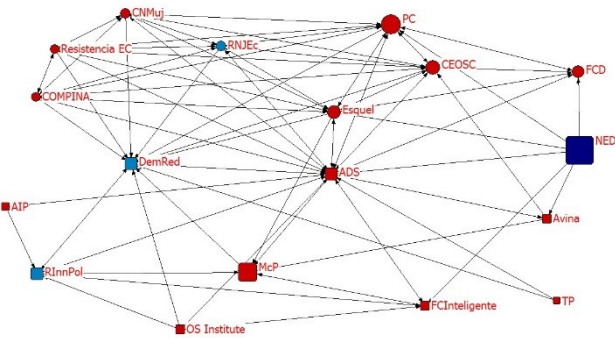 CNMuj
PC
Resistencia EC
RNJEc
CEOSC
FCD
COMPINA
Esquel
NED
DemRed
ADS
AIP
Avina
RInnPol
McP
FCInteligente
TP
OS Institute